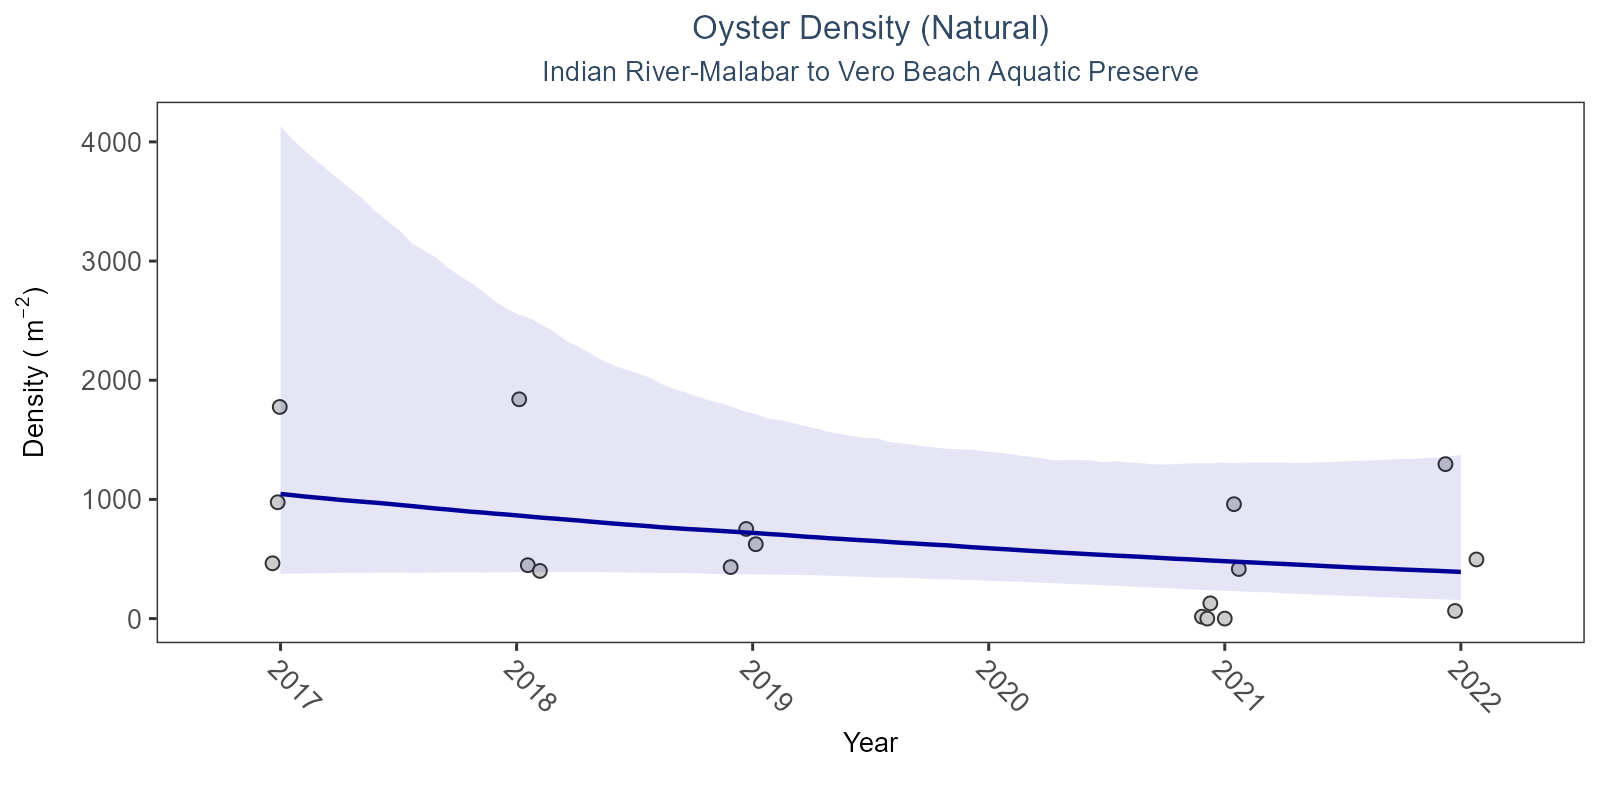 Oyster Density (Natural)
Indian River-Malabar to Vero Beach Aquatic Preserve
Density ( m⁻²)
4000
3000
2000
1000
0
2017
2018
2019
2020
2021
2022
Year